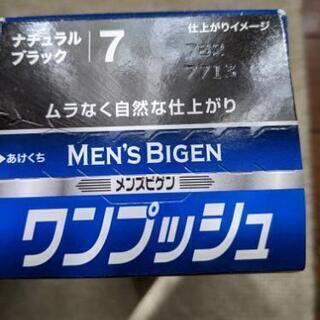 ナチュラル
ブラック
7
仕上がりイメージ
ムラなく自然な仕上がり
あけくち
MEN'S BIGEN
メンズビゲン
ワンプッシュ